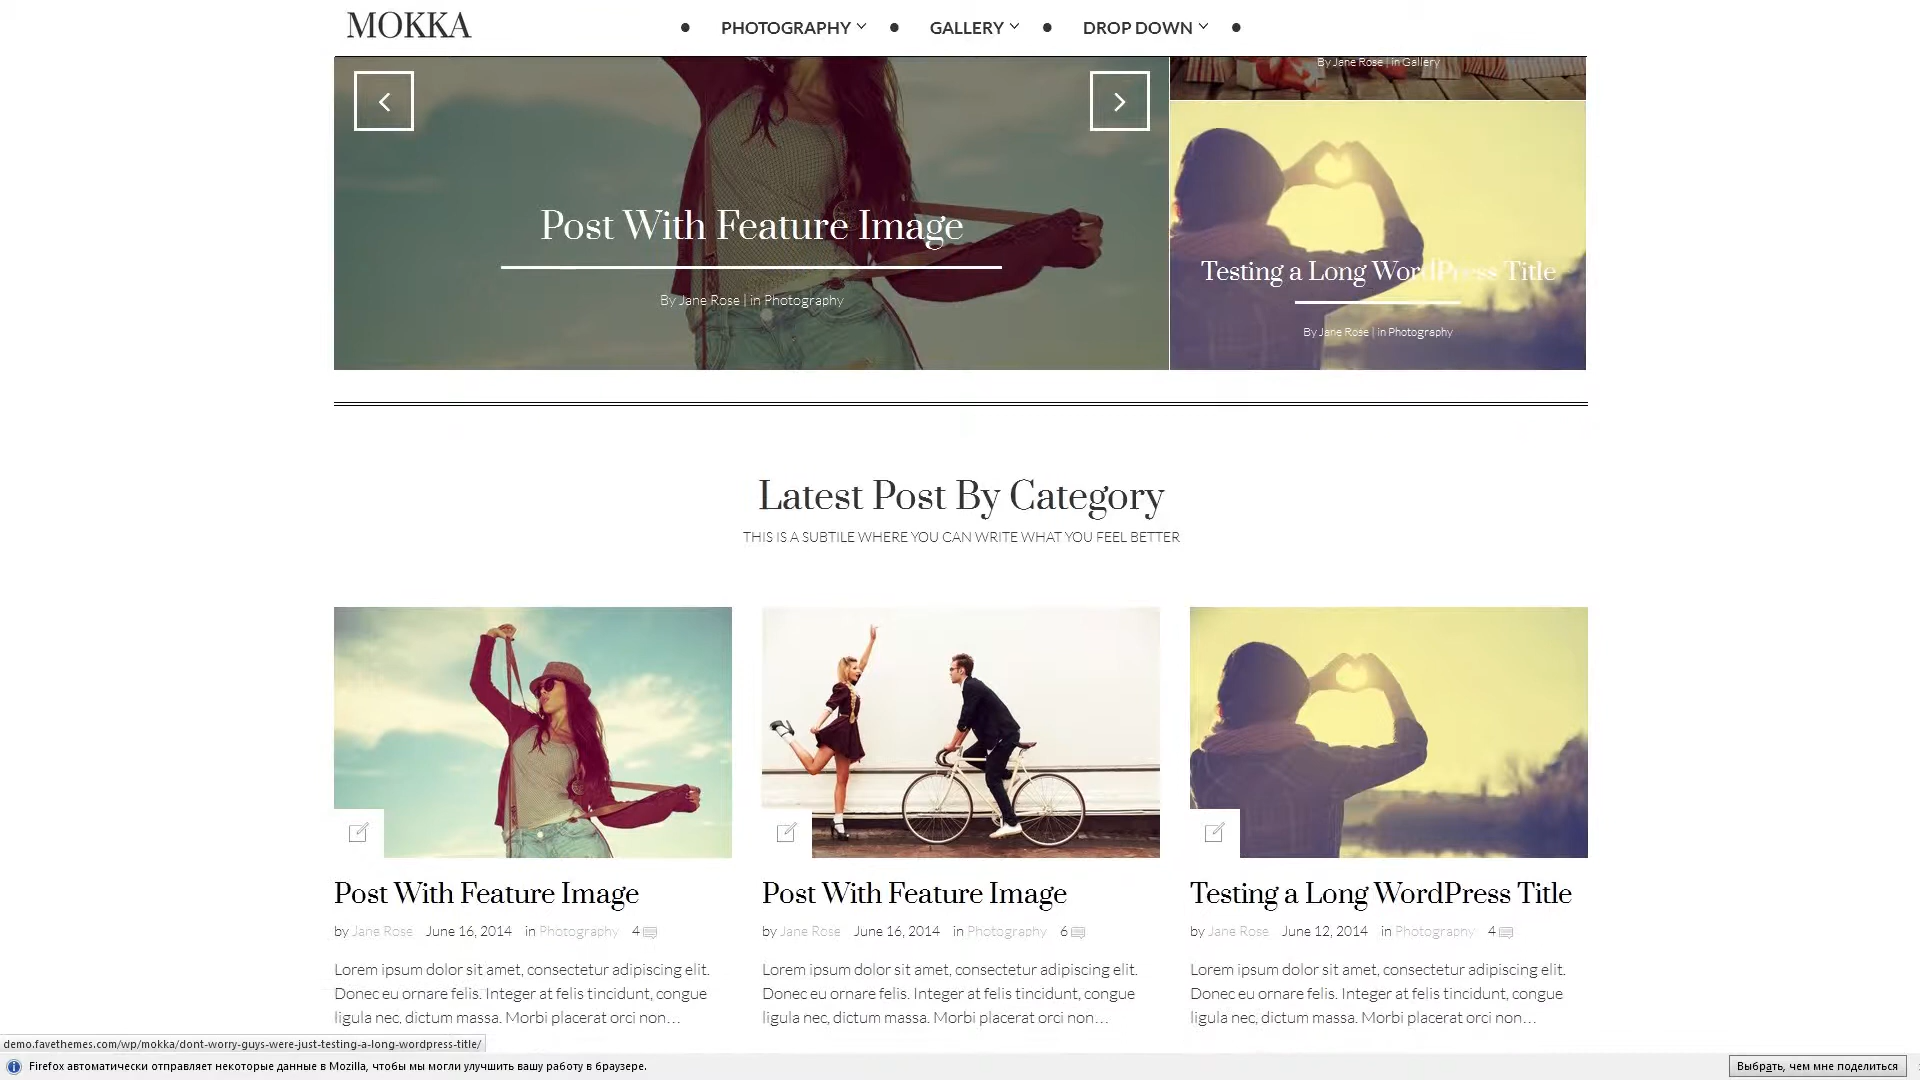 MOKKA
PHOTOGRAPHY
GALLERY
DROP DOWN
By Jane Rose | in Gallery
Post With Feature Image
By Jane Rose | in Photography
Testing a Long WordPress Title
By Jane Rose | in Photography
Latest Post By Category
THIS IS A SUBTILE WHERE YOU CAN WRITE WHAT YOU FEEL BETTER
Post With Feature Image
by Jane Rose June 16, 2014 in Photography 4
Lorem ipsum dolor sit amet, consectetur adipiscing elit.
Donec eu ornare felis. Integer at felis tincidunt, congue
ligula nec, dictum massa. Morbi placerat orci non…
Post With Feature Image
by Jane Rose June 16, 2014 in Photography 6
Lorem ipsum dolor sit amet, consectetur adipiscing elit.
Donec eu ornare felis. Integer at felis tincidunt, congue
ligula nec, dictum massa. Morbi placerat orci non…
Testing a Long WordPress Title
by Jane Rose June 12, 2014 in Photography 4
Lorem ipsum dolor sit amet, consectetur adipiscing elit.
Donec eu ornare felis. Integer at felis tincidunt, congue
ligula nec, dictum massa. Morbi placerat orci non…
demo.favethemes.com/wp/mokka/dont-worry-guys-were-just-testing-a-long-wordpress-title/
Firefox автоматически отправляет некоторые данные в Mozilla, чтобы мы могли улучшить вашу работу в браузере.
Выбрать, чем мне поделиться